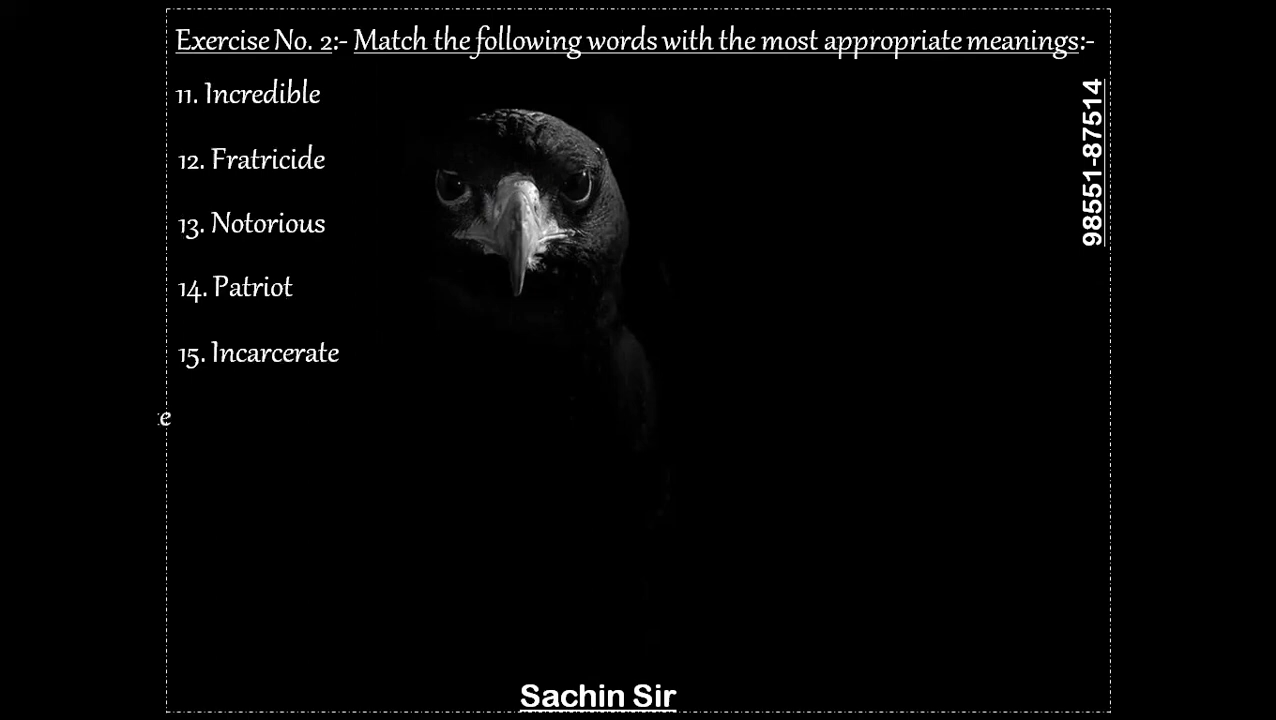 Exercise No. 2:- Match the following words with the most appropriate meanings:-
11. Incredible
12. Fratricide
13. Notorious
14. Patriot
15. Incarcerate
e
98551-87514
Sachin Sir